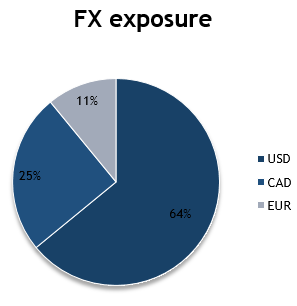 FX exposure
11%
25%
64%
USD
CAD
EUR